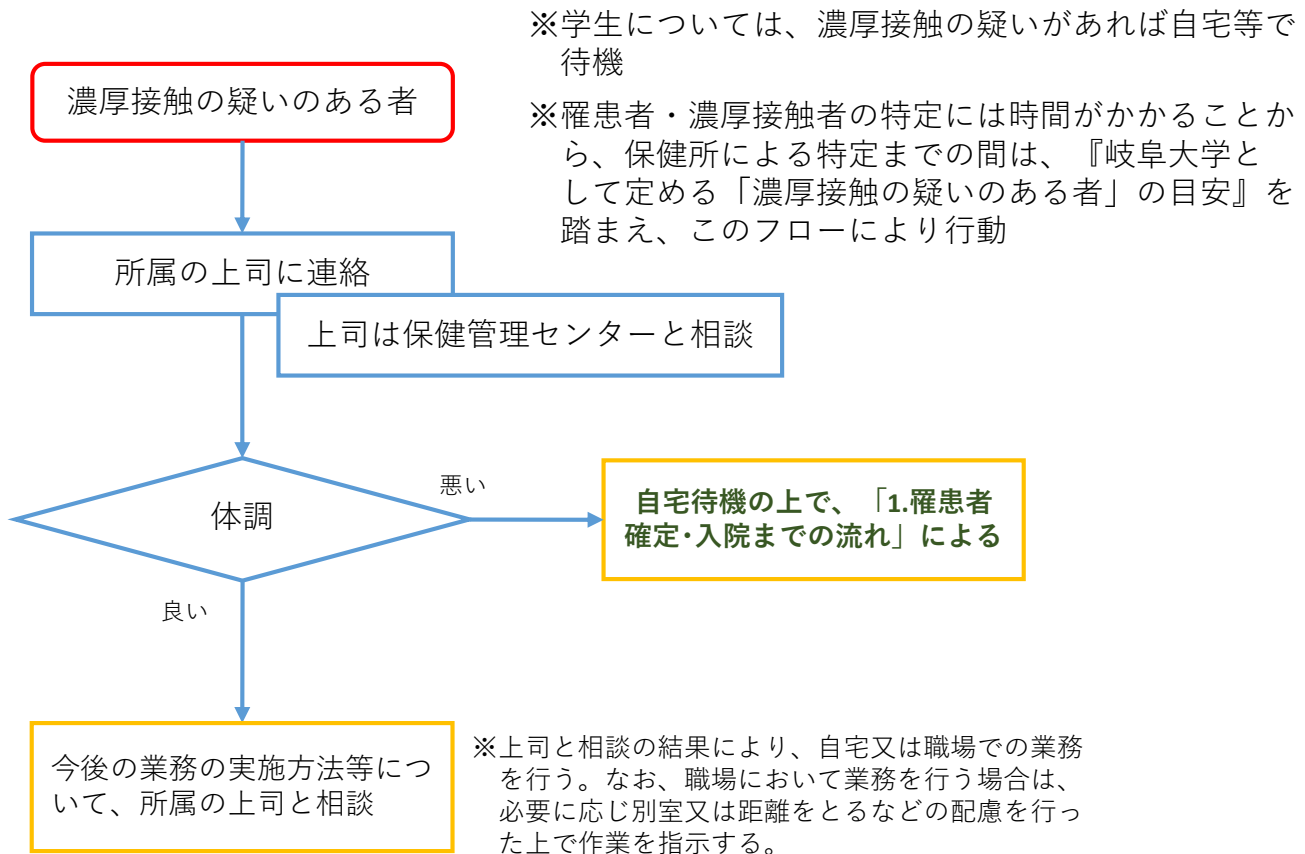 ※学生については、濃厚接触の疑いがあれば自宅等で
待機
※罹患者・濃厚接触者の特定には時間がかかることか
ら、保健所による特定までの間は、『岐阜大学と
して定める「濃厚接触の疑いのある者」の目安』を
踏まえ、このフローにより行動
濃厚接触の疑いのある者
所属の上司に連絡
上司は保健管理センターと相談
体調
悪い
自宅待機の上で、「1.罹患者
確定・入院までの流れ」による
良い
今後の業務の実施方法等につ
いて、所属の上司と相談
※上司と相談の結果により、自宅又は職場での業務
を行う。なお、職場において業務を行う場合は、
必要に応じ別室又は距離をとるなどの配慮を行っ
た上で作業を指示する。